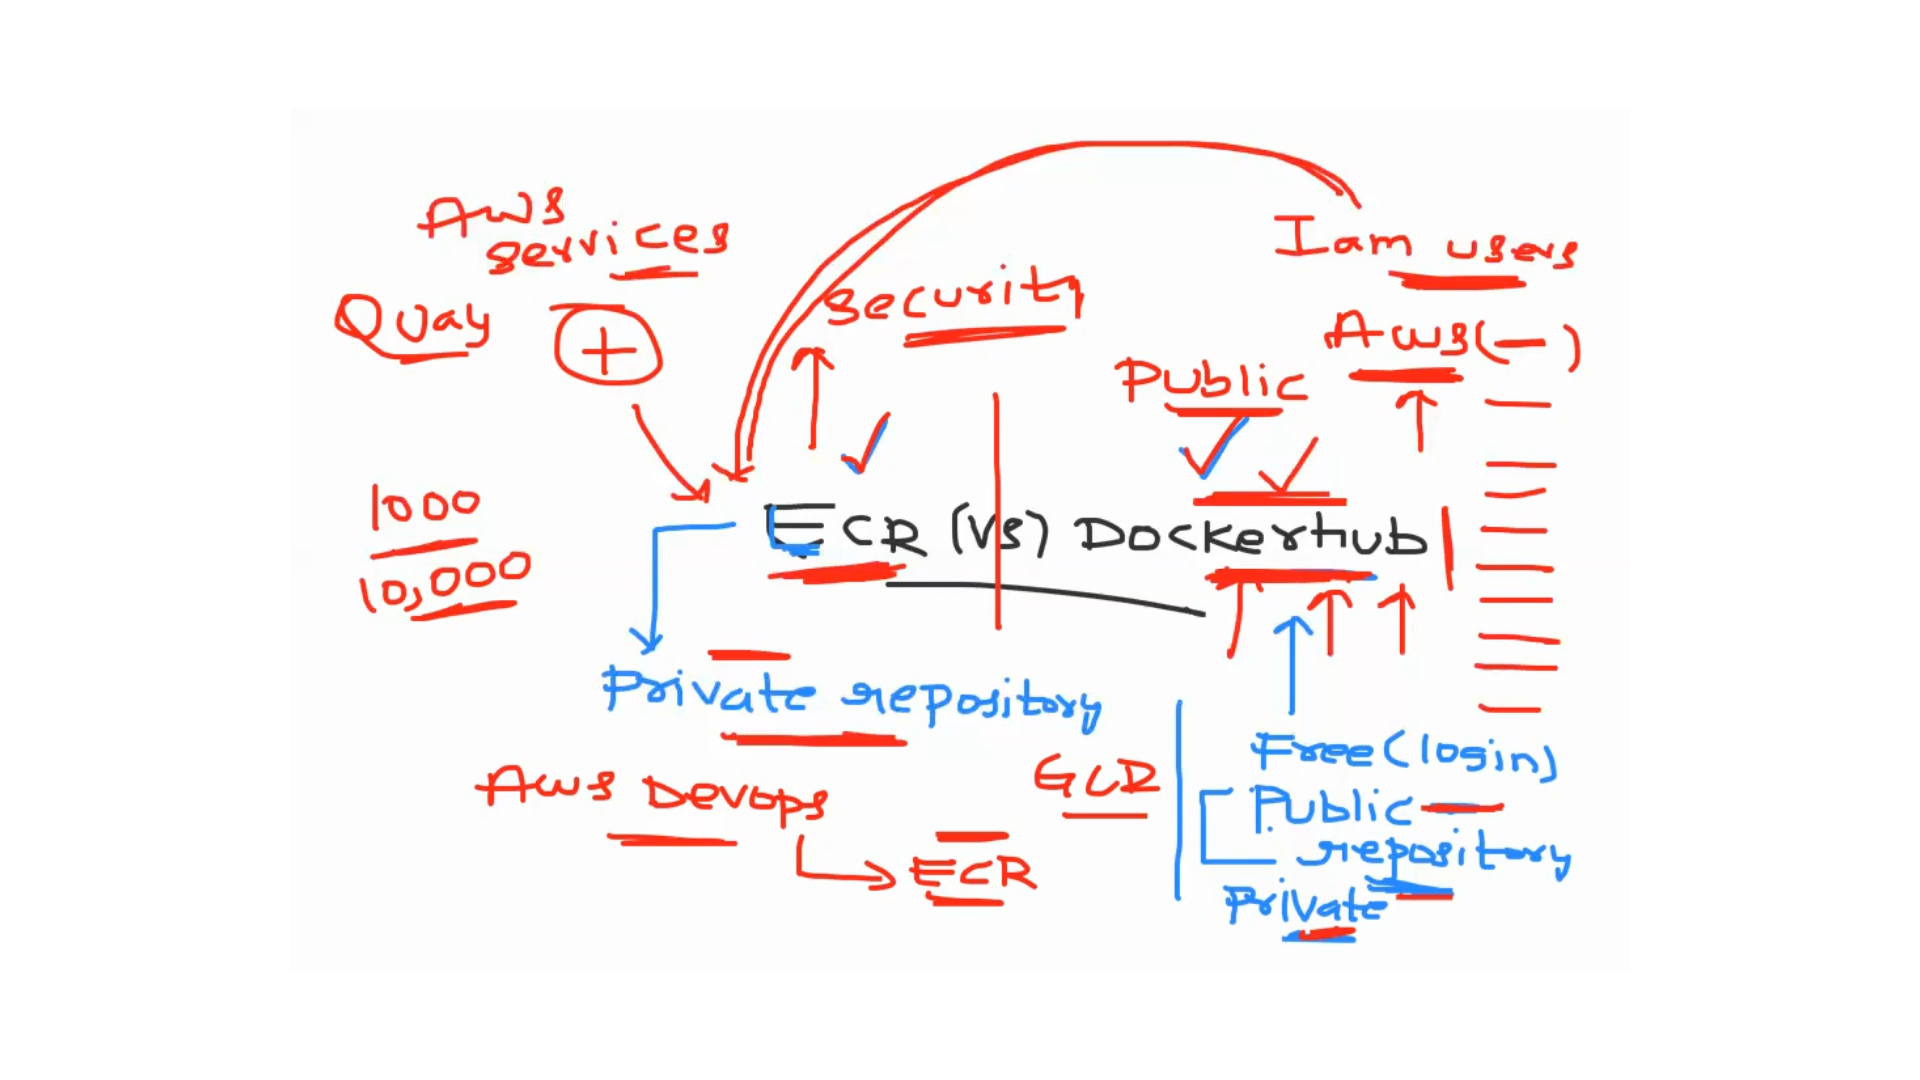 Aws
services
Iam users
Quay
+
security
Aws(—)
Public
1000
10,000
ECR (Vs) Dockerhub
Private repository
Free(login)
Public
repository
Private
Aws Devops
GCR
ECR